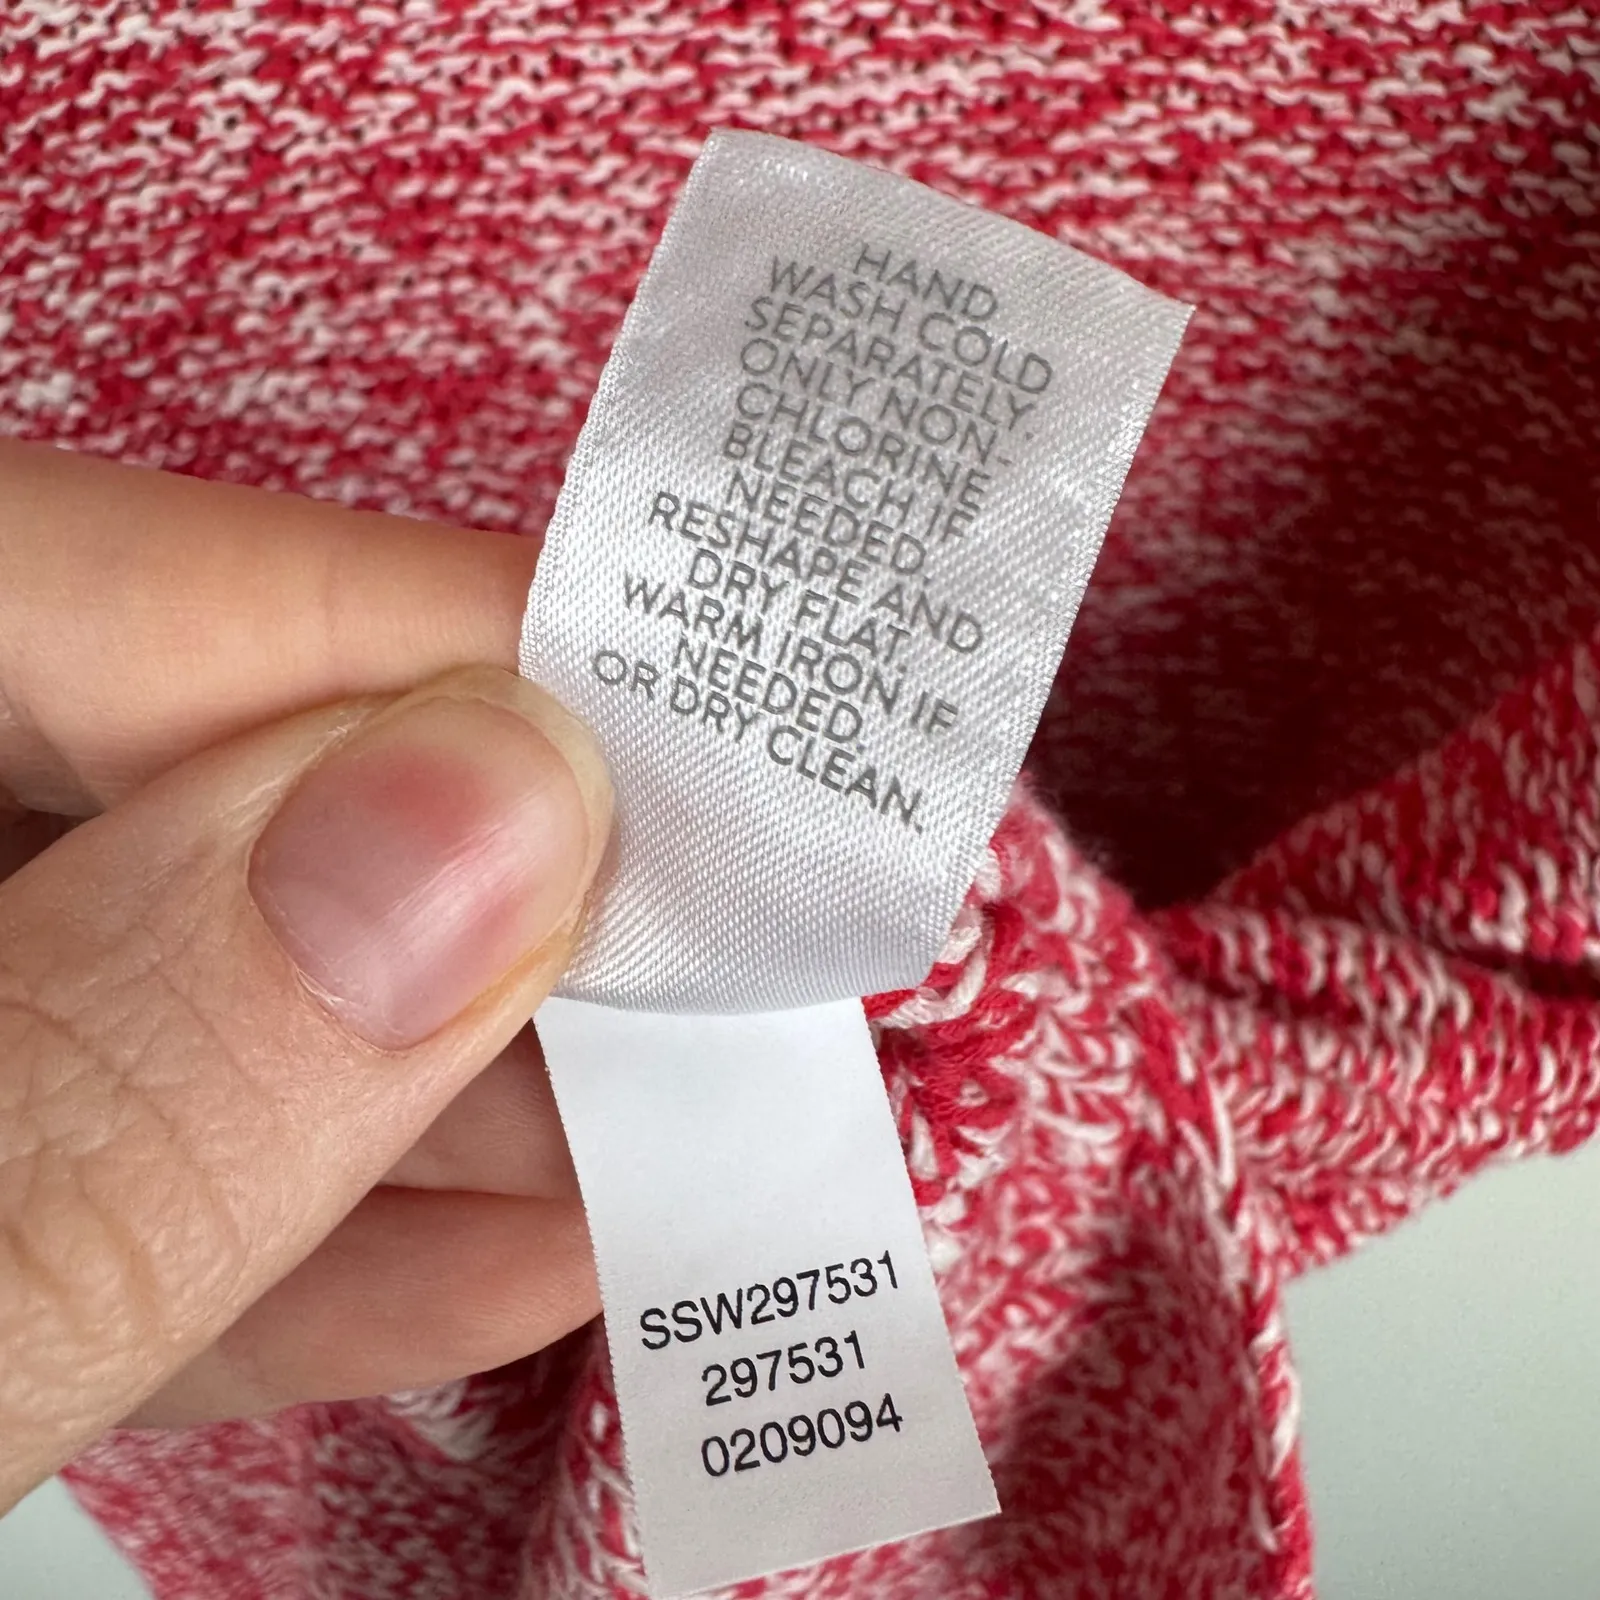 HAND
WASH COLD
SEPARATELY.
ONLY NON-
CHLORINE
BLEACH IF
NEEDED.
RESHAPE AND
DRY FLAT.
WARM IRON IF
NEEDED.
OR DRY CLEAN.
SSW297531
297531
0209094